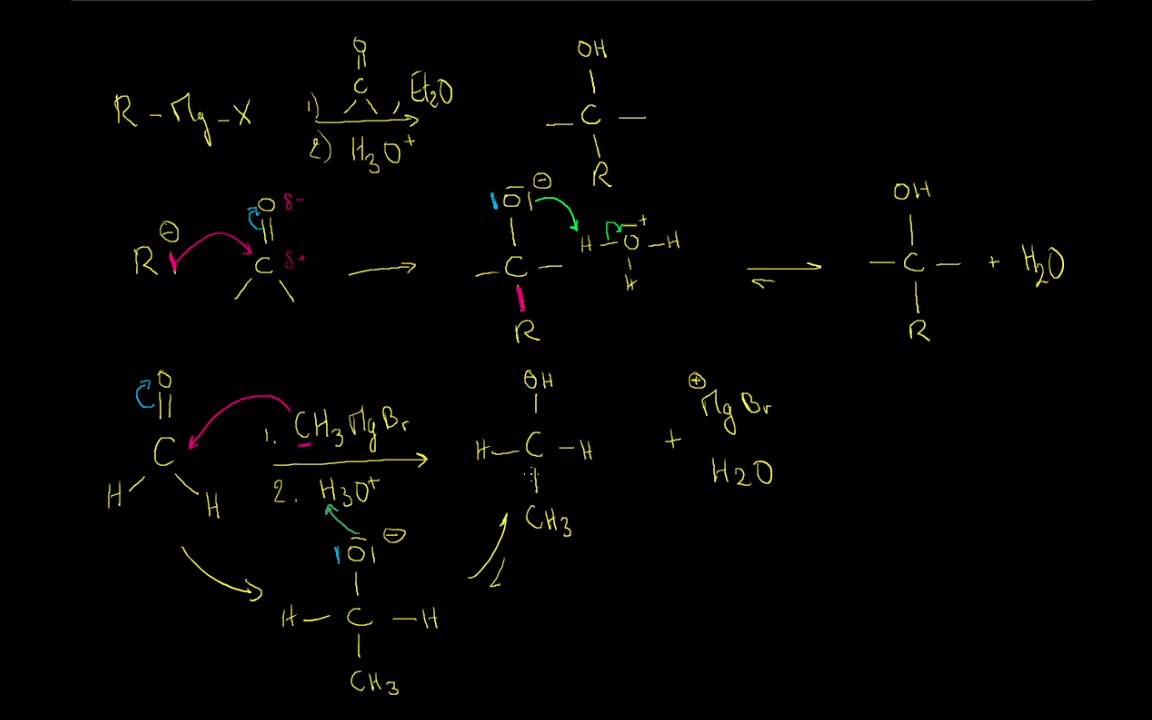 O
OH
R - Mg - X 1) C , Et2O
- C -
2) H3O+
R
OH
O δ-
|O| ⊖
R ⊖ C δ+
H - O+ - H
H
- C -
R
- C - + H2O
R
O
OH
⊕ MgBr
1. CH3MgBr
C
H - C - H + H2O
2. H3O+
H H
CH3
|O| ⊖
H - C - H
CH3